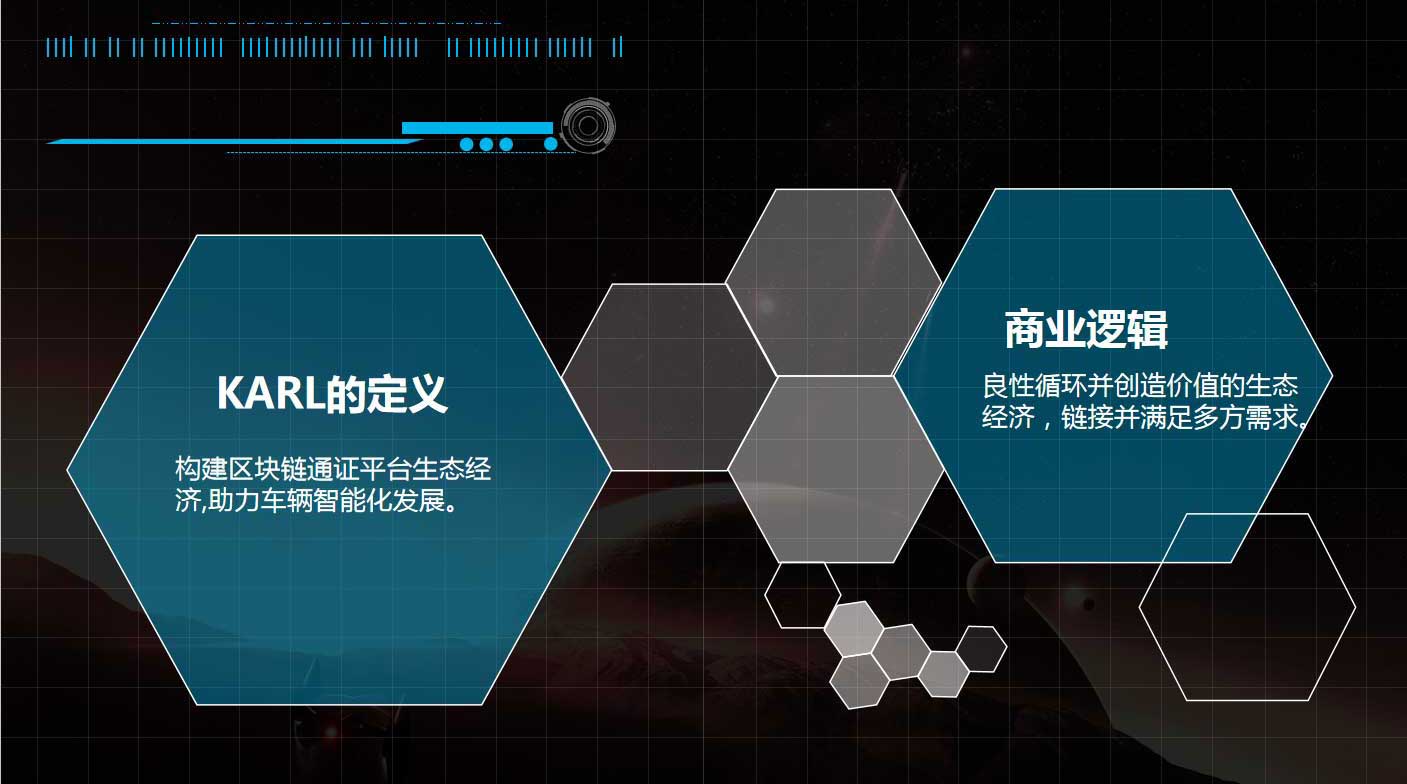 KARL的定义
构建区块链通证平台生态经
济,助力车辆智能化发展。
商业逻辑
良性循环并创造价值的生态
经济，链接并满足多方需求。